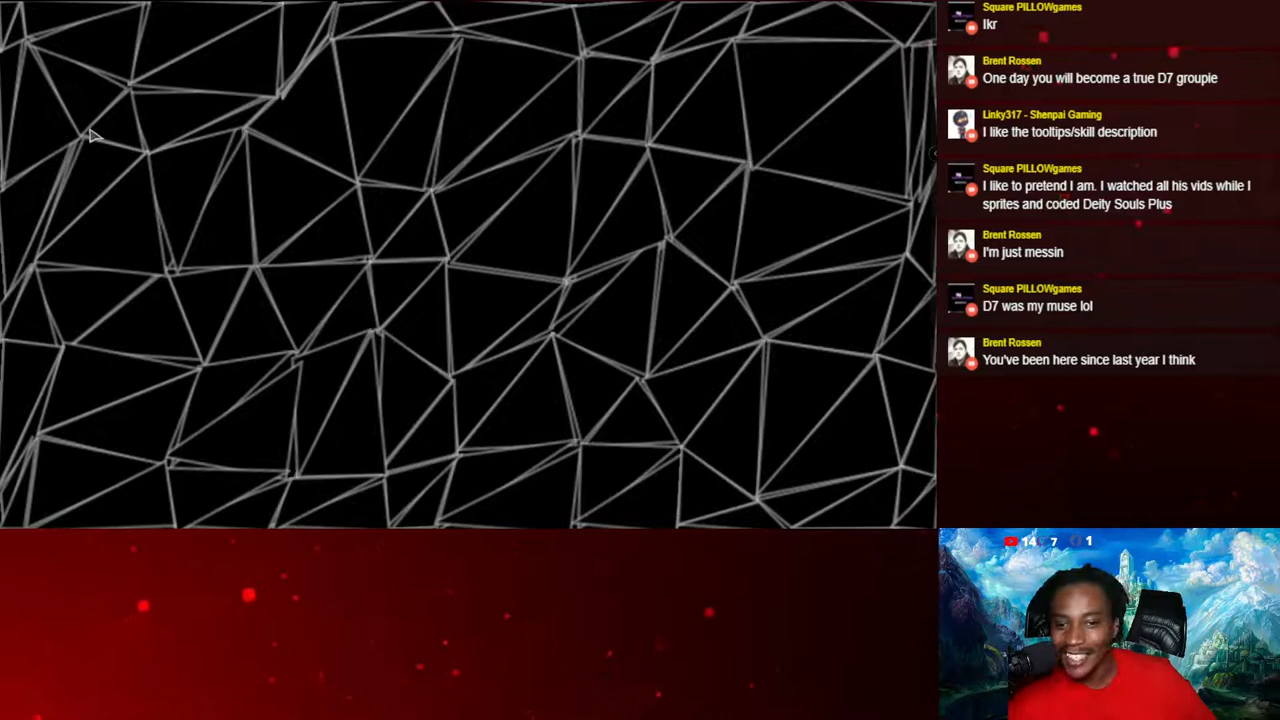 Square PILLOWgames
Ikr
Brent Rossen
One day you will become a true D7 groupie
Linky317 - Shenpai Gaming
I like the tooltips/skill description
Square PILLOWgames
I like to pretend I am. I watched all his vids while I
sprites and coded Deity Souls Plus
Brent Rossen
I'm just messin
Square PILLOWgames
D7 was my muse lol
Brent Rossen
You've been here since last year I think
14 7 1